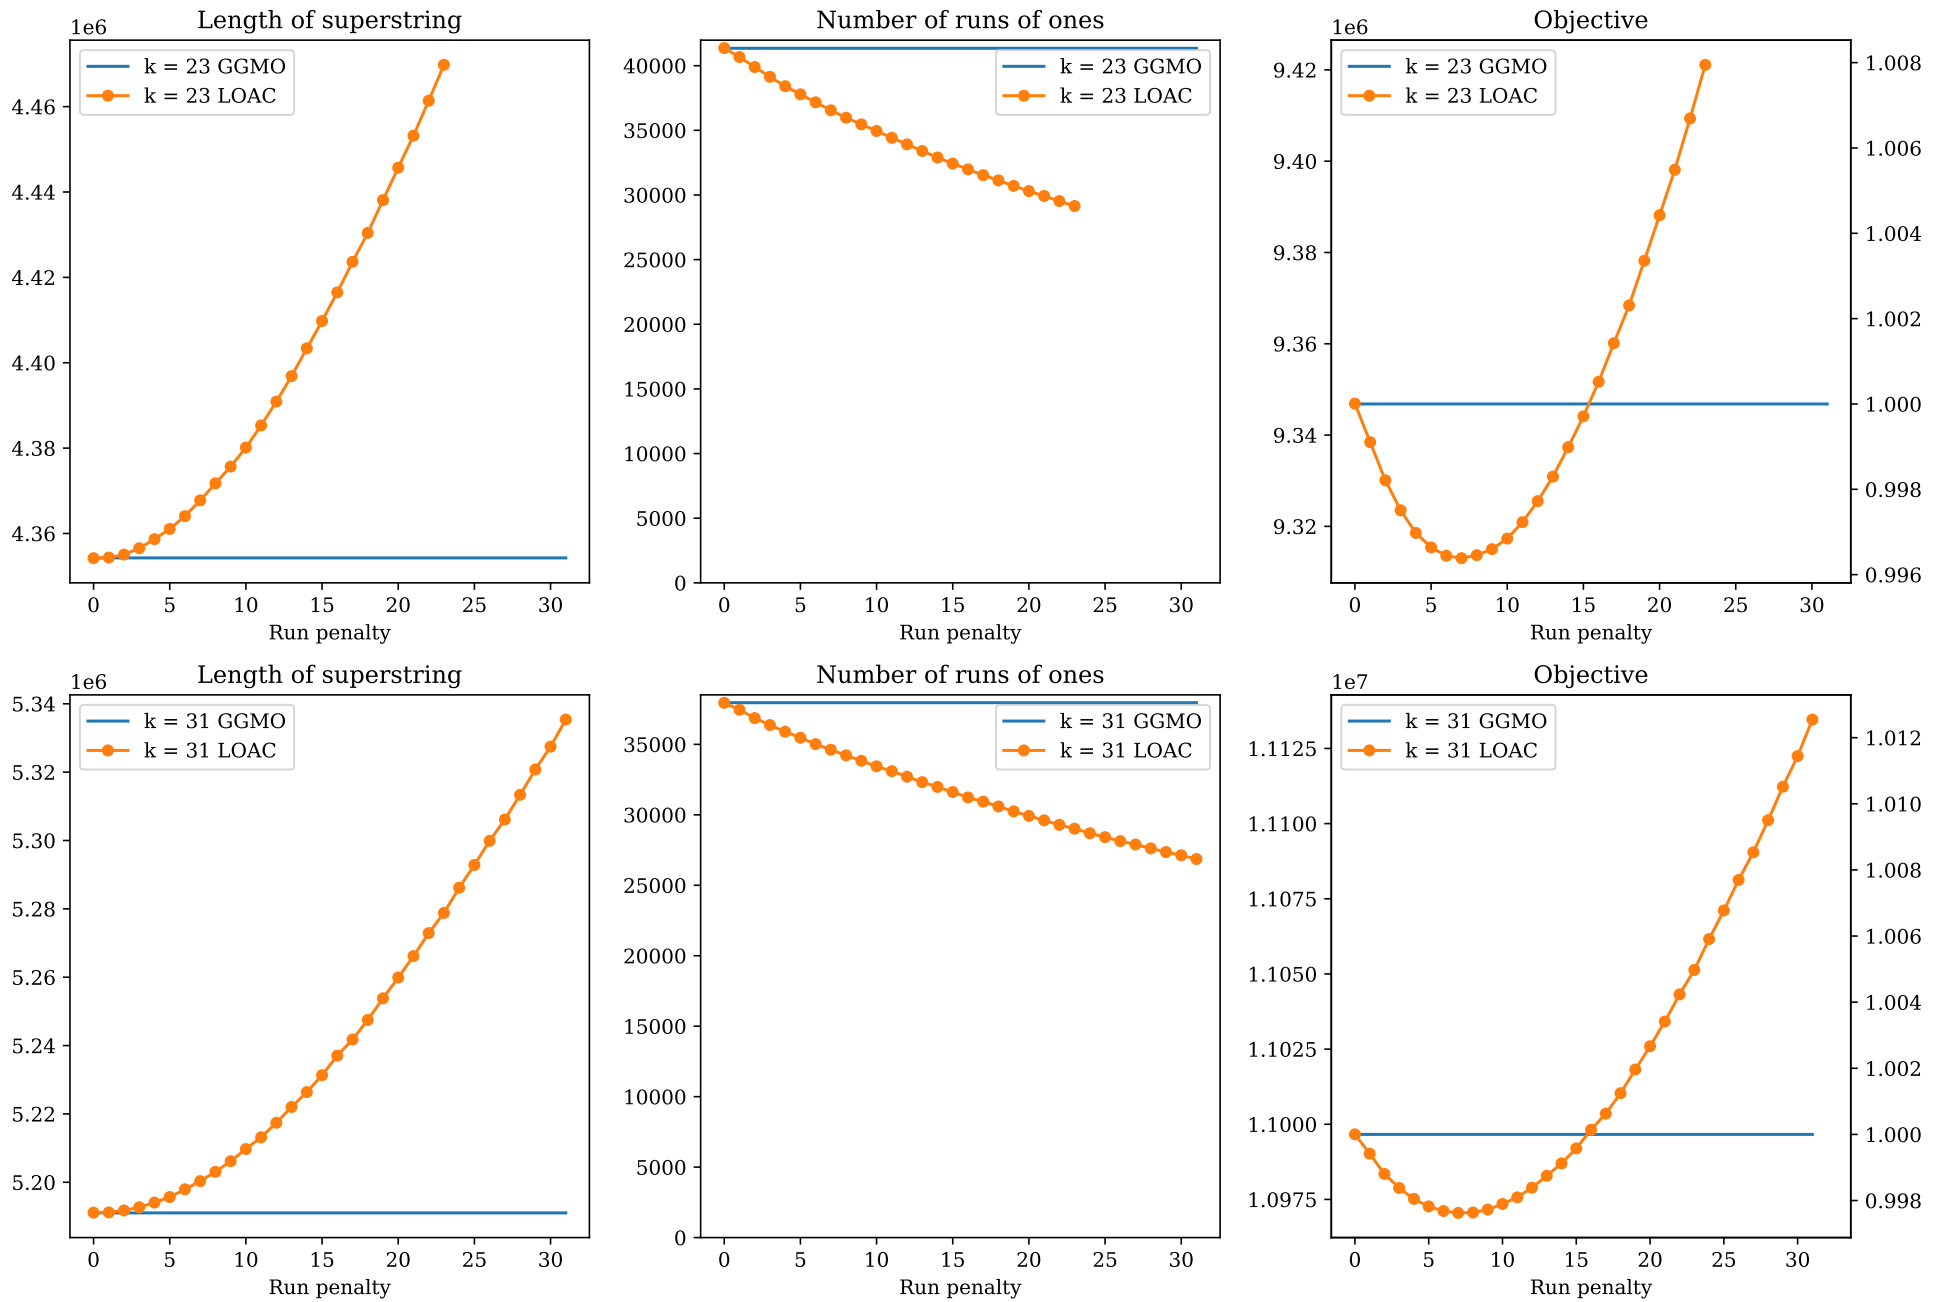 Length of superstring
1e6
k = 23 GGMO
k = 23 LOAC
4.46
4.44
4.42
4.40
4.38
4.36
0 5 10 15 20 25 30
Run penalty
Number of runs of ones
k = 23 GGMO
k = 23 LOAC
40000
35000
30000
25000
20000
15000
10000
5000
0
0 5 10 15 20 25 30
Run penalty
Objective
1e6
k = 23 GGMO
k = 23 LOAC
9.42
9.40
9.38
9.36
9.34
9.32
1.008
1.006
1.004
1.002
1.000
0.998
0.996
0 5 10 15 20 25 30
Run penalty
Length of superstring
1e6
k = 31 GGMO
k = 31 LOAC
5.34
5.32
5.30
5.28
5.26
5.24
5.22
5.20
0 5 10 15 20 25 30
Run penalty
Number of runs of ones
k = 31 GGMO
k = 31 LOAC
35000
30000
25000
20000
15000
10000
5000
0
0 5 10 15 20 25 30
Run penalty
Objective
1e7
k = 31 GGMO
k = 31 LOAC
1.1125
1.1100
1.1075
1.1050
1.1025
1.1000
1.0975
1.012
1.010
1.008
1.006
1.004
1.002
1.000
0.998
0 5 10 15 20 25 30
Run penalty